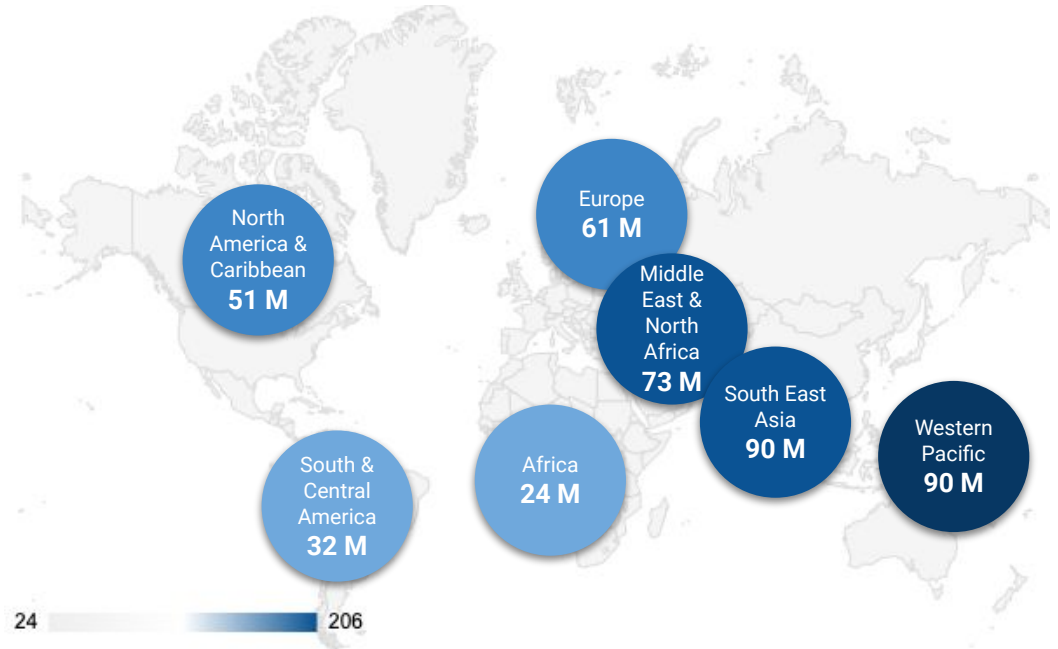 Europe
61 M
North
America &
Caribbean
51 M
Middle
East &
North
Africa
73 M
South East
Asia
90 M
Western
Pacific
90 M
South &
Central
America
32 M
Africa
24 M
24
206